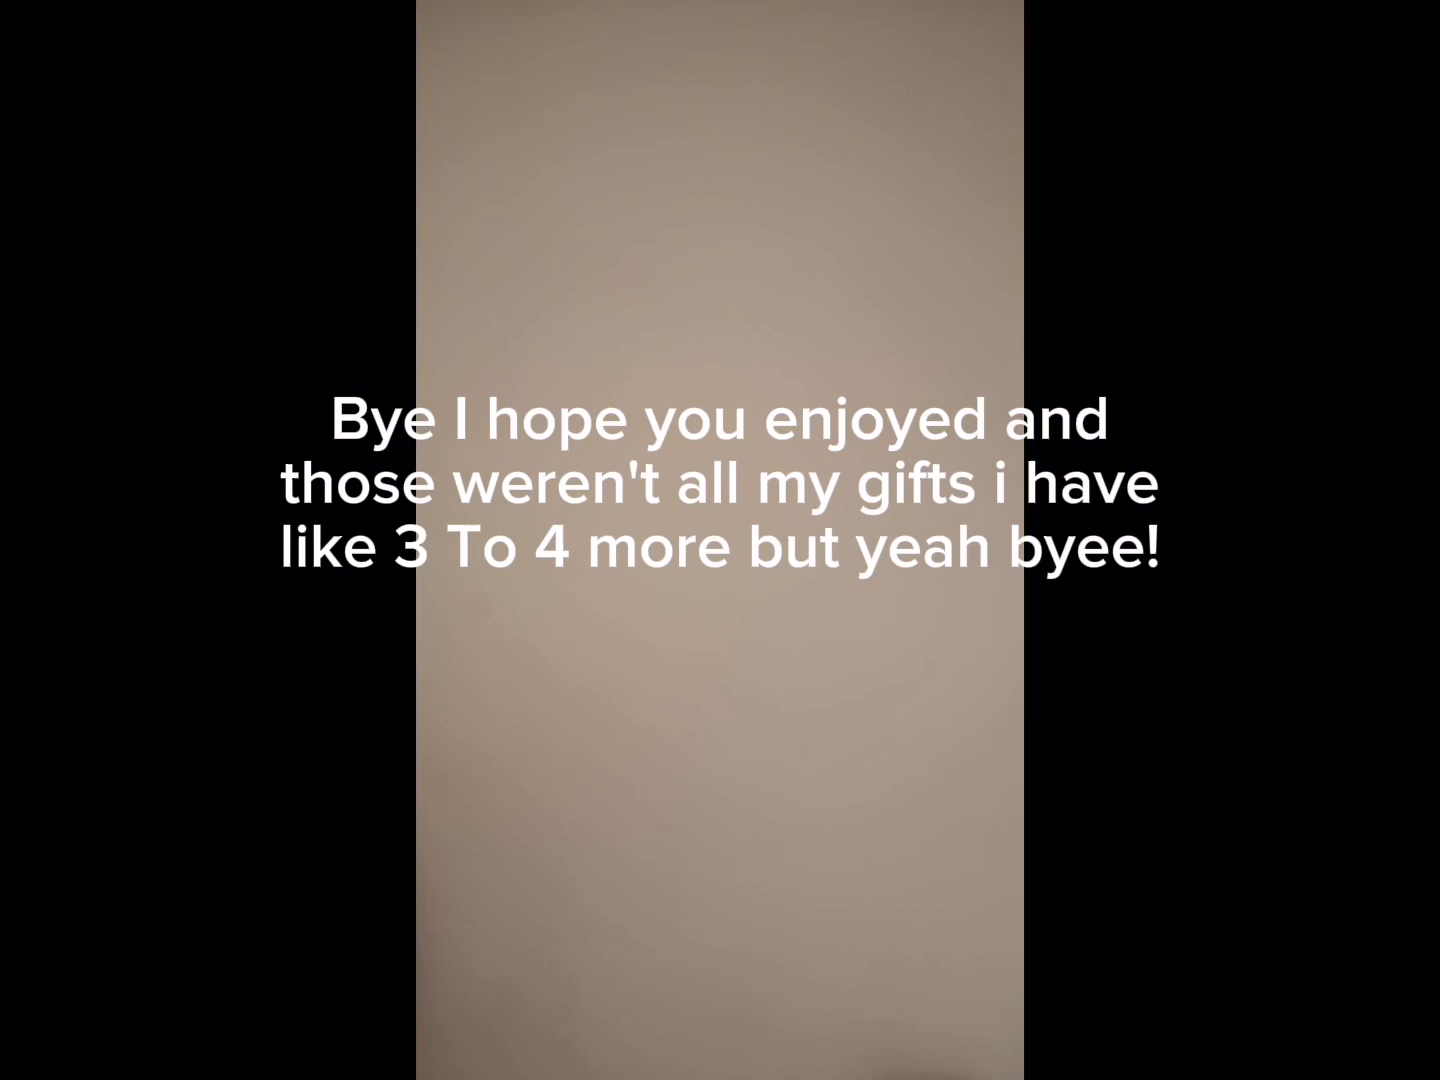 Bye I hope you enjoyed and
those weren't all my gifts i have
like 3 To 4 more but yeah byee!